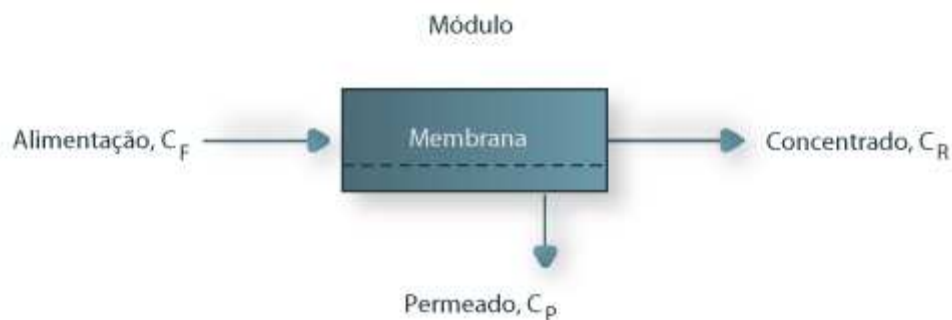 Módulo
Alimentação, C_F
Membrana
Concentrado, C_R
Permeado, C_P